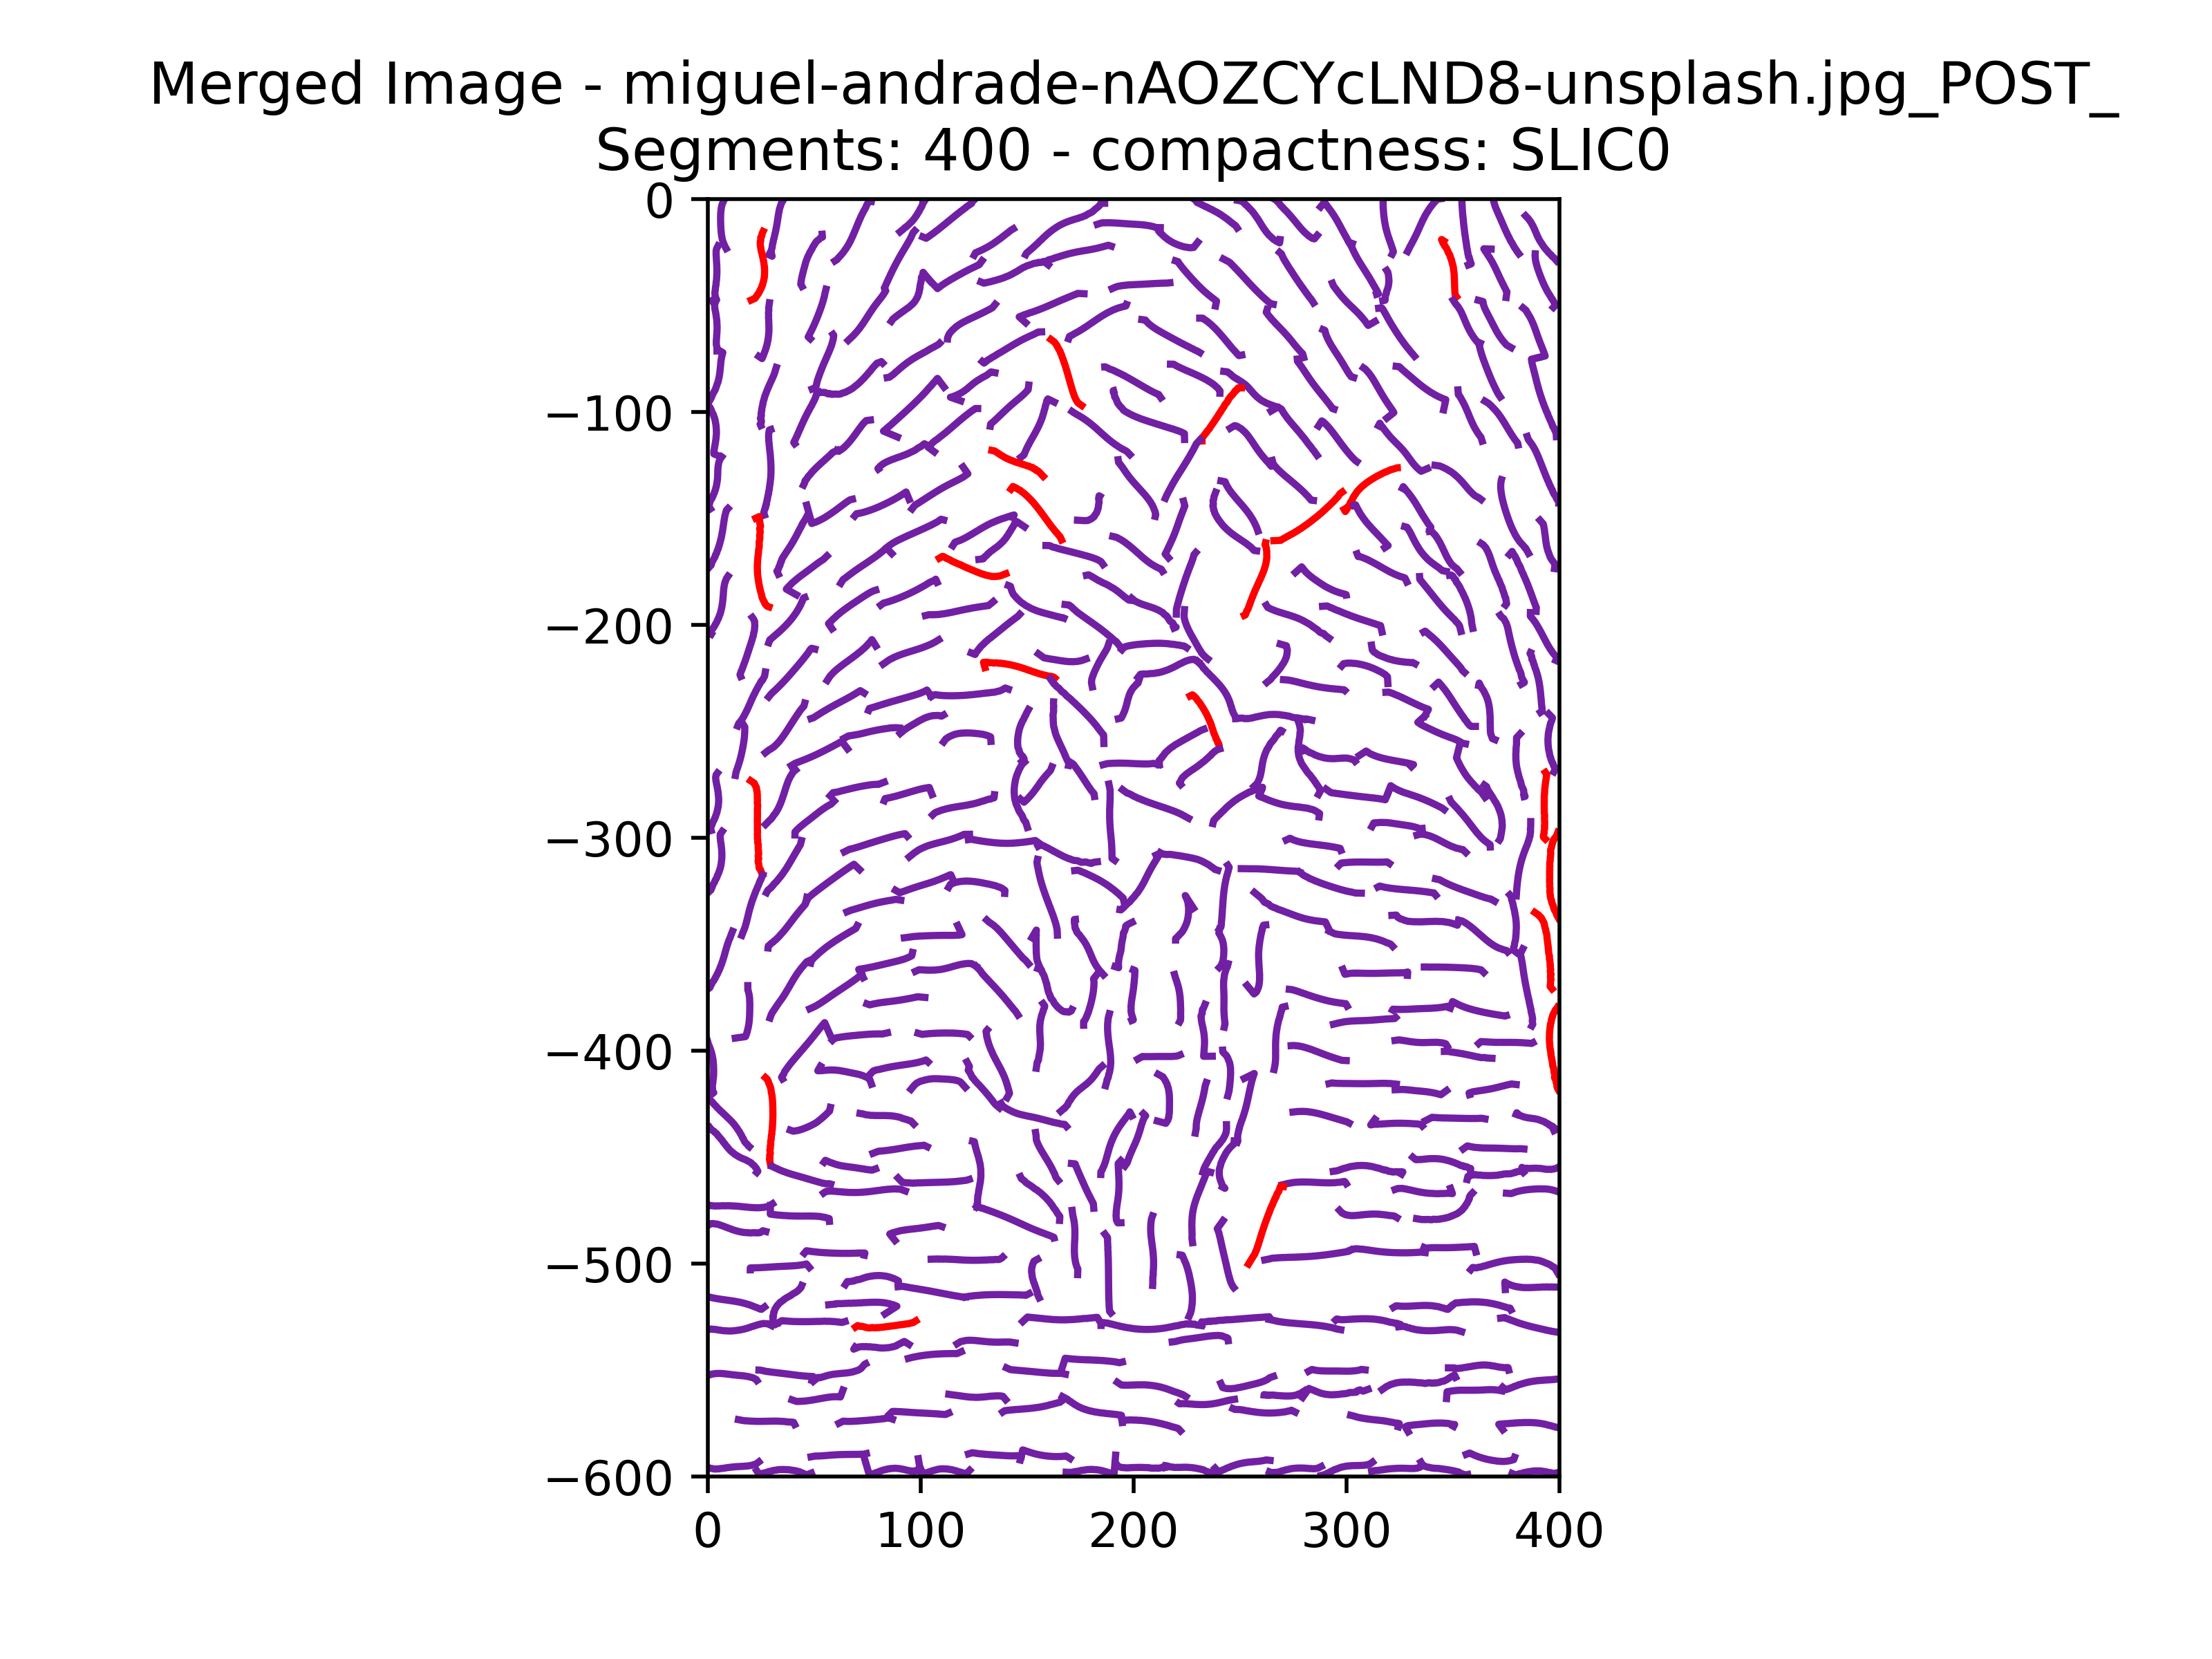 Merged Image - miguel-andrade-nAOZCYcLND8-unsplash.jpg_POST_
Segments: 400 - compactness: SLIC0
0
−100
−200
−300
−400
−500
−600
0 100 200 300 400